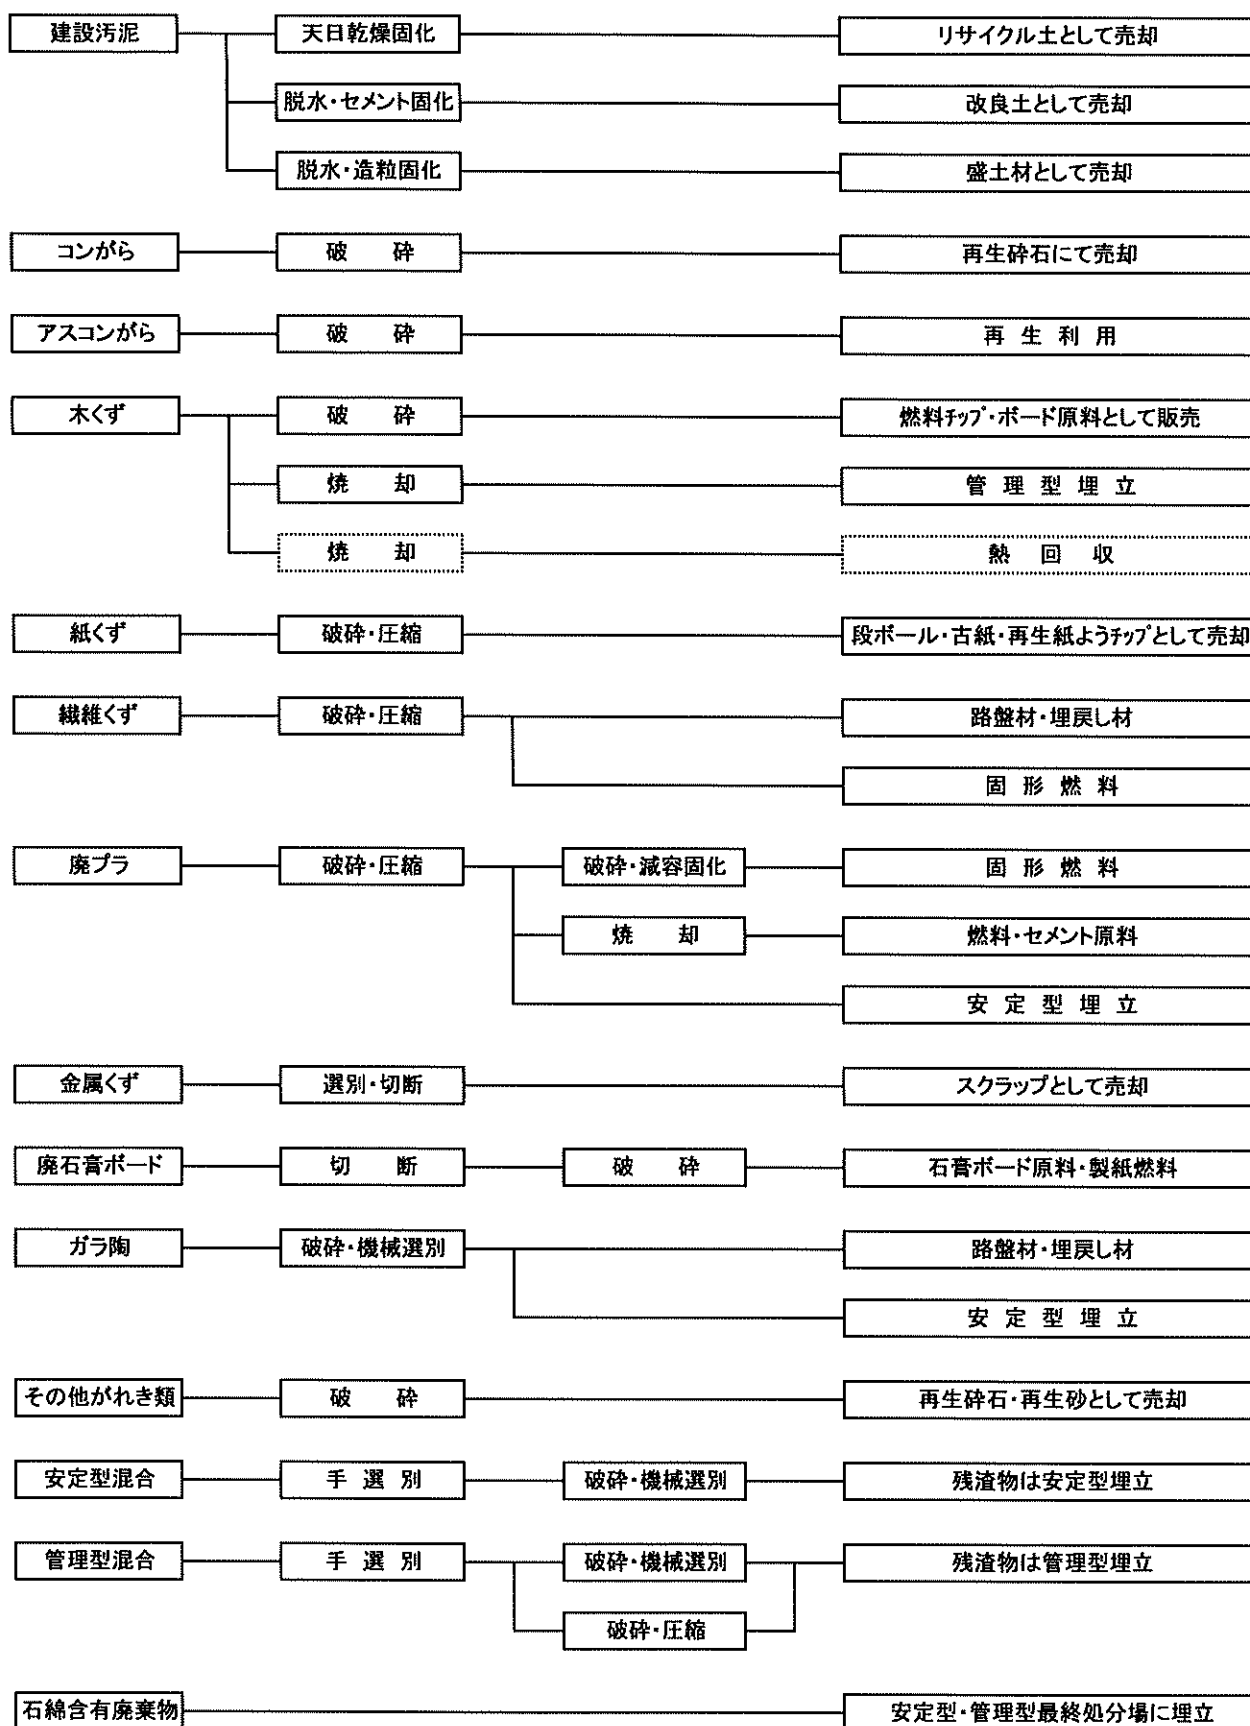 建設汚泥 天日乾燥固化 リサイクル土として売却
脱水・セメント固化 改良土として売却
脱水・造粒固化 盛土材として売却
コンがら 破 砕 再生砕石にて売却
アスコンがら 破 砕 再 生 利 用
木くず 破 砕 燃料チップ・ボード原料として販売
焼 却 管 理 型 埋 立
焼 却 熱 回 収
紙くず 破砕・圧縮 段ボール・古紙・再生紙ようチップとして売却
繊維くず 破砕・圧縮 路盤材・埋戻し材
固 形 燃 料
廃プラ 破砕・圧縮 破砕・減容固化 固 形 燃 料
焼 却 燃料・セメント原料
安 定 型 埋 立
金属くず 選別・切断 スクラップとして売却
廃石膏ボード 切 断 破 砕 石膏ボード原料・製紙燃料
ガラ陶 破砕・機械選別 路盤材・埋戻し材
安 定 型 埋 立
その他がれき類 破 砕 再生砕石・再生砂として売却
安定型混合 手 選 別 破砕・機械選別 残渣物は安定型埋立
管理型混合 手 選 別 破砕・機械選別 残渣物は管理型埋立
破砕・圧縮
石綿含有廃棄物 安定型・管理型最終処分場に埋立